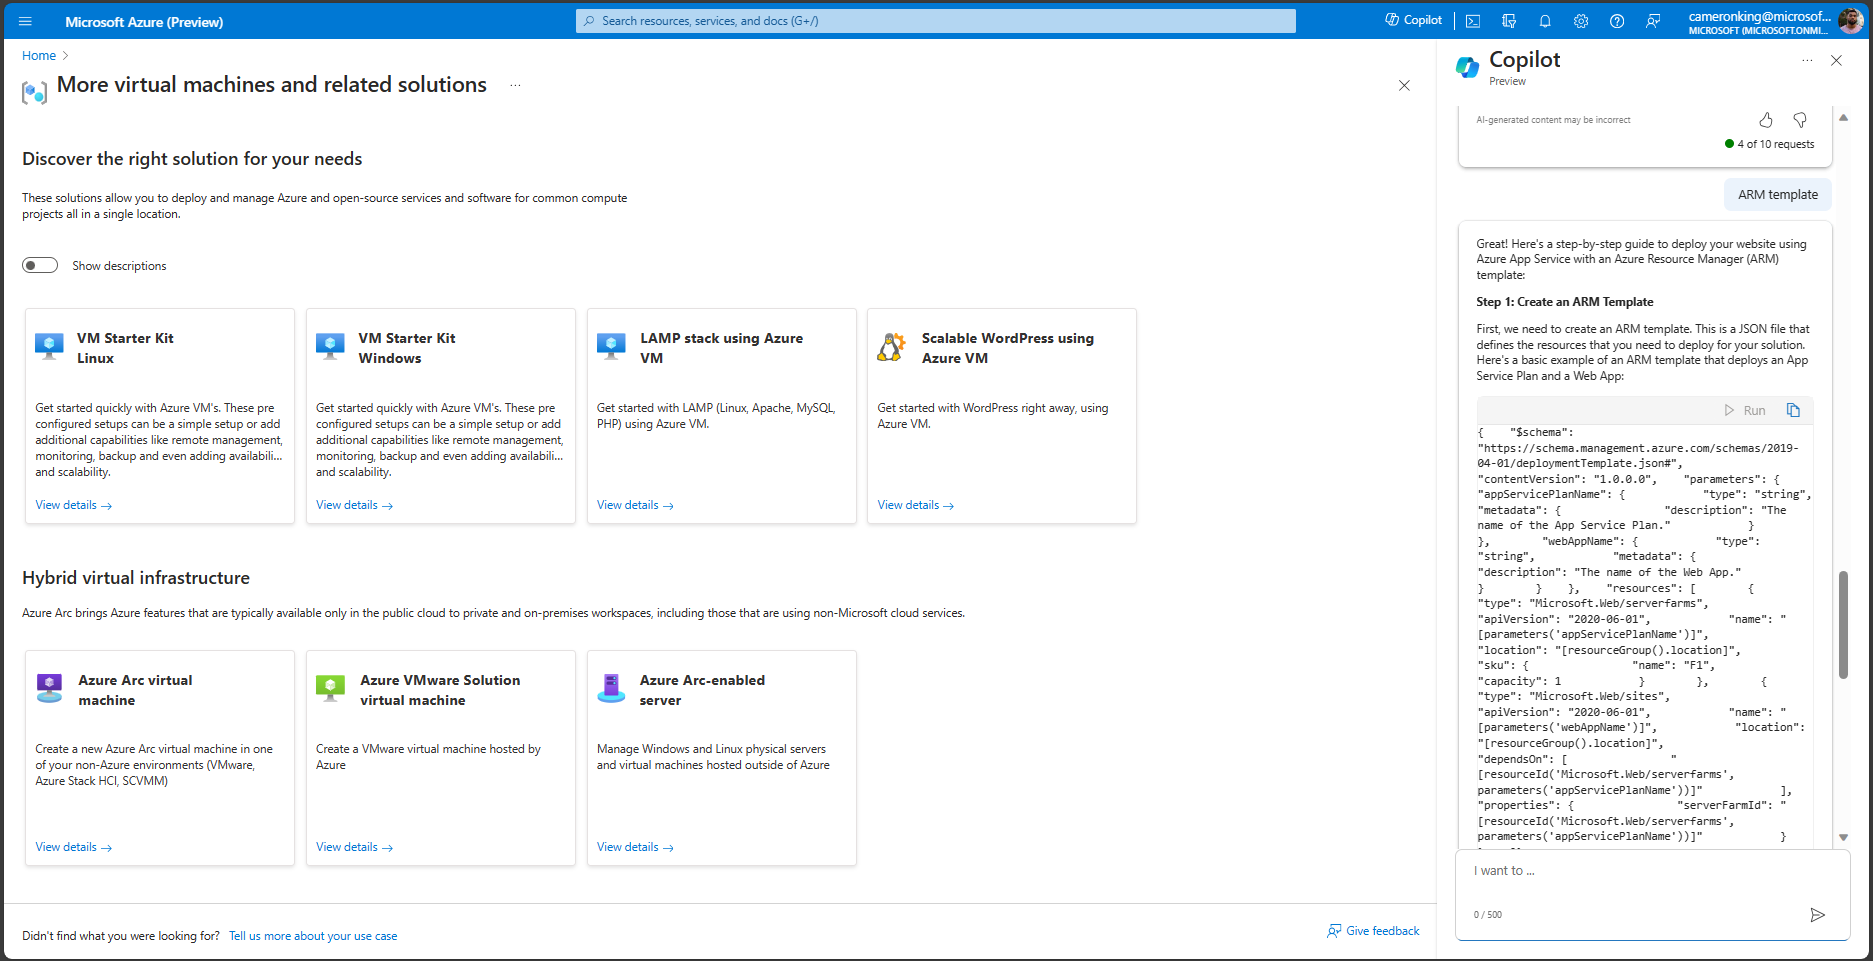 Microsoft Azure (Preview)
Search resources, services, and docs (G+/)
Copilot
cameronking@microsof...
MICROSOFT (MICROSOFT.ONMI...
Home
More virtual machines and related solutions
...
Discover the right solution for your needs
These solutions allow you to deploy and manage Azure and open-source services and software for common compute
projects all in a single location.
Show descriptions
VM Starter Kit
Linux
Get started quickly with Azure VM's. These pre
configured setups can be a simple setup or add
additional capabilities like remote management,
monitoring, backup and even adding availabili...
and scalability.
View details →
VM Starter Kit
Windows
Get started quickly with Azure VM's. These pre
configured setups can be a simple setup or add
additional capabilities like remote management,
monitoring, backup and even adding availabili...
and scalability.
View details →
LAMP stack using Azure
VM
Get started with LAMP (Linux, Apache, MySQL,
PHP) using Azure VM.
View details →
Scalable WordPress using
Azure VM
Get started with WordPress right away, using
Azure VM.
View details →
Hybrid virtual infrastructure
Azure Arc brings Azure features that are typically available only in the public cloud to private and on-premises workspaces, including those that are using non-Microsoft cloud services.
Azure Arc virtual
machine
Create a new Azure Arc virtual machine in one
of your non-Azure environments (VMware,
Azure Stack HCI, SCVMM)
View details →
Azure VMware Solution
virtual machine
Create a VMware virtual machine hosted by
Azure
View details →
Azure Arc-enabled
server
Manage Windows and Linux physical servers
and virtual machines hosted outside of Azure
View details →
Didn't find what you were looking for? Tell us more about your use case
Give feedback
Copilot
Preview
...
AI-generated content may be incorrect
4 of 10 requests
ARM template
Great! Here's a step-by-step guide to deploy your website using
Azure App Service with an Azure Resource Manager (ARM)
template:
Step 1: Create an ARM Template
First, we need to create an ARM template. This is a JSON file that
defines the resources that you need to deploy for your solution.
Here's a basic example of an ARM template that deploys an App
Service Plan and a Web App:
Run
{ "$schema":
"https://schema.management.azure.com/schemas/2019-
04-01/deploymentTemplate.json#",
"contentVersion": "1.0.0.0", "parameters": {
"appServicePlanName": { "type": "string",
"metadata": { "description": "The
name of the App Service Plan." }
}, "webAppName": { "type":
"string", "metadata": {
"description": "The name of the Web App."
} } }, "resources": [ {
"type": "Microsoft.Web/serverfarms",
"apiVersion": "2020-06-01", "name": "
[parameters('appServicePlanName')]",
"location": "[resourceGroup().location]",
"sku": { "name": "F1",
"capacity": 1 } }, {
"type": "Microsoft.Web/sites",
"apiVersion": "2020-06-01", "name": "
[parameters('webAppName')]", "location":
"[resourceGroup().location]",
"dependsOn": [ "
[resourceId('Microsoft.Web/serverfarms',
parameters('appServicePlanName'))]" ],
"properties": { "serverFarmId": "
[resourceId('Microsoft.Web/serverfarms',
parameters('appServicePlanName'))]" }
I want to ...
0 / 500